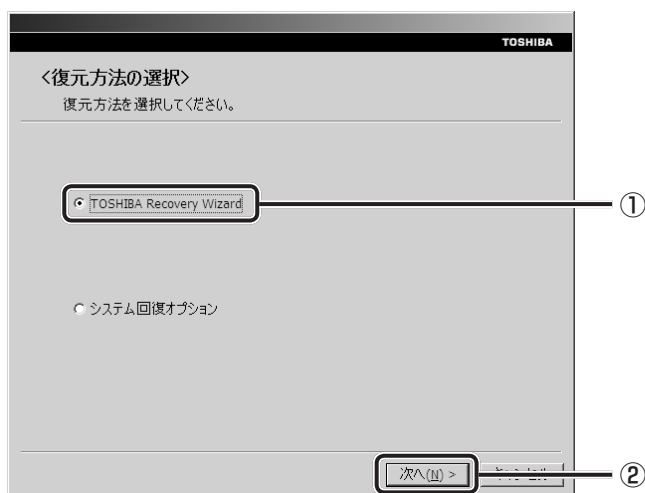 TOSHIBA
<復元方法の選択>
復元方法を選択してください。
TOSHIBA Recovery Wizard
①
システム回復オプション
次へ(N) >
②